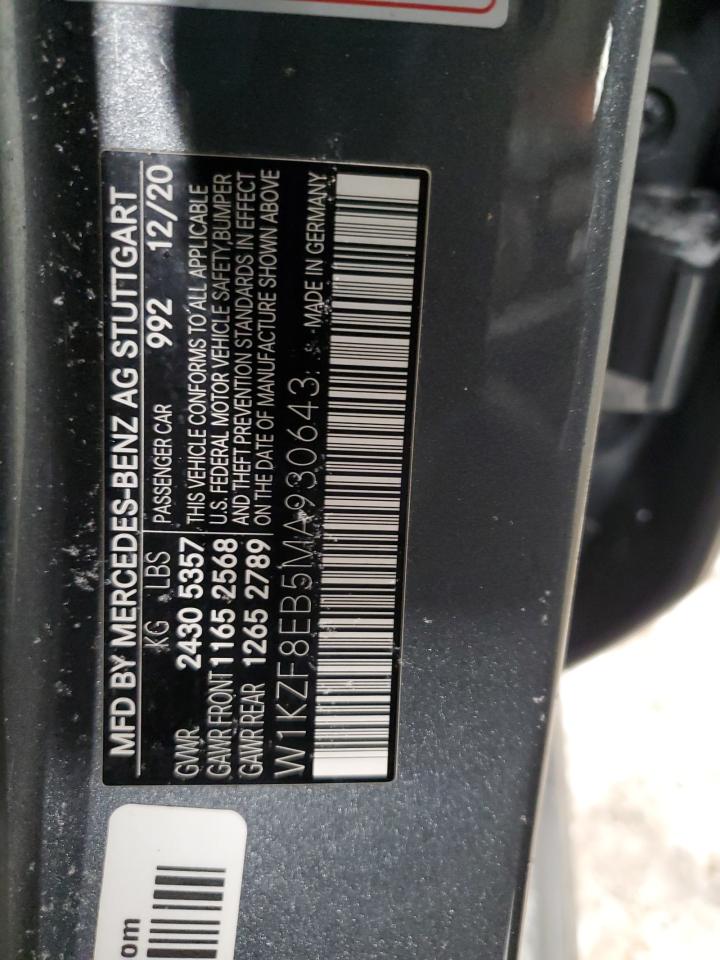 MFD BY MERCEDES-BENZ AG STUTTGART
KG LBS PASSENGER CAR 992 12/20
GVWR 2430 5357 THIS VEHICLE CONFORMS TO ALL APPLICABLE
GAWR FRONT 1165 2568 U.S. FEDERAL MOTOR VEHICLE SAFETY,BUMPER
GAWR REAR 1265 2789 AND THEFT PREVENTION STANDARDS IN EFFECT
ON THE DATE OF MANUFACTURE SHOWN ABOVE
W1KZF8EB5MA930643 MADE IN GERMANY
om